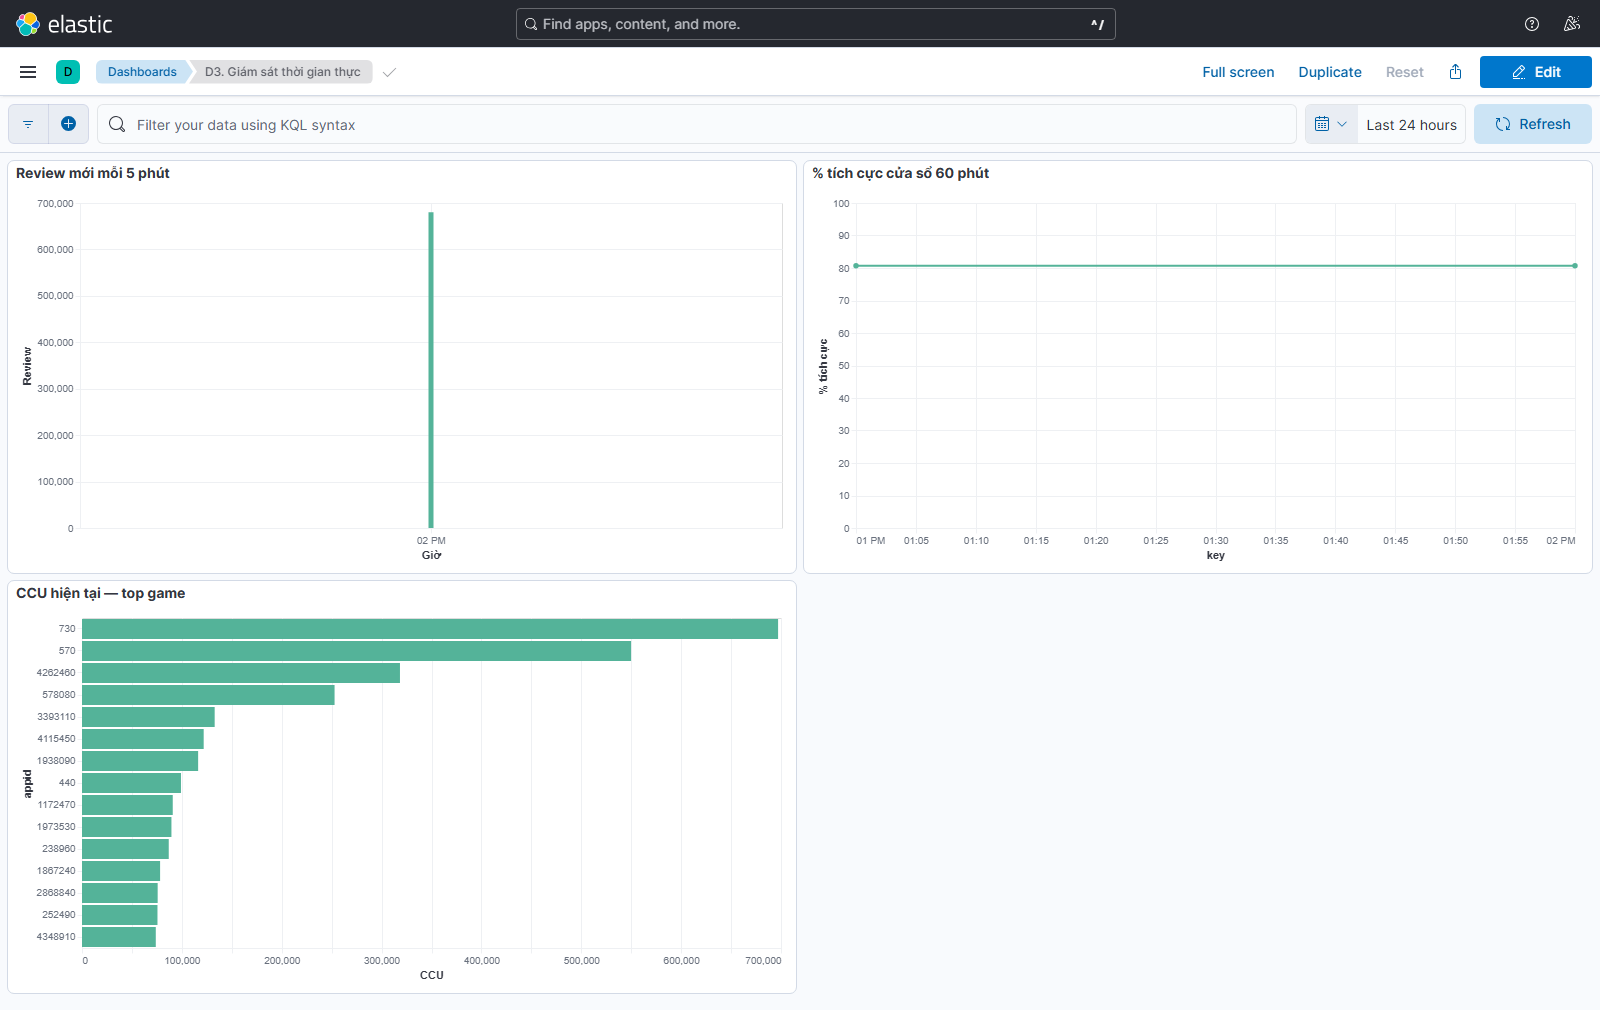 elastic
Find apps, content, and more.
^/
D
Dashboards
D3. Giám sát thời gian thực
Full screen
Duplicate
Reset
Edit
Filter your data using KQL syntax
Last 24 hours
Refresh
Review mới mỗi 5 phút
700,000
600,000
500,000
400,000
300,000
200,000
100,000
0
Review
02 PM
Giờ
% tích cực cửa sổ 60 phút
100
90
80
70
60
50
40
30
20
10
0
% tích cực
01 PM 01:05 01:10 01:15 01:20 01:25 01:30 01:35 01:40 01:45 01:50 01:55 02 PM
key
CCU hiện tại — top game
730
570
4262460
578080
3393110
4115450
1938090
440
1172470
1973530
238960
1867240
2868840
252490
4348910
appid
0 100,000 200,000 300,000 400,000 500,000 600,000 700,000
CCU